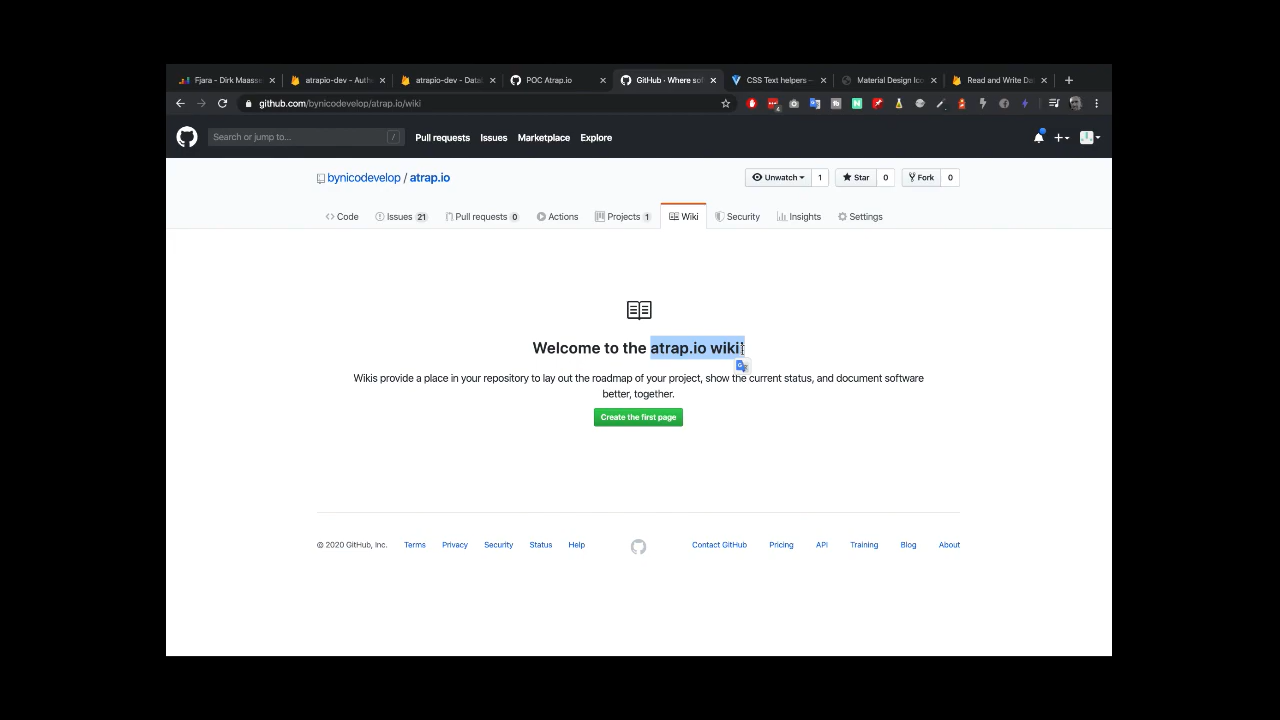 Fjara - Dirk Maasse
atrapio-dev - Auth
atrapio-dev - Datal
POC Atrap.io
GitHub · Where sof
CSS Text helpers —
Material Design Ico
Read and Write Da
github.com/bynicodevelop/atrap.io/wiki
Search or jump to...
/
Pull requests
Issues
Marketplace
Explore
bynicodevelop / atrap.io
Unwatch 1
Star 0
Fork 0
Code
Issues 21
Pull requests 0
Actions
Projects 1
Wiki
Security
Insights
Settings
Welcome to the atrap.io wiki!
Wikis provide a place in your repository to lay out the roadmap of your project, show the current status, and document software
better, together.
Create the first page
© 2020 GitHub, Inc.
Terms
Privacy
Security
Status
Help
Contact GitHub
Pricing
API
Training
Blog
About